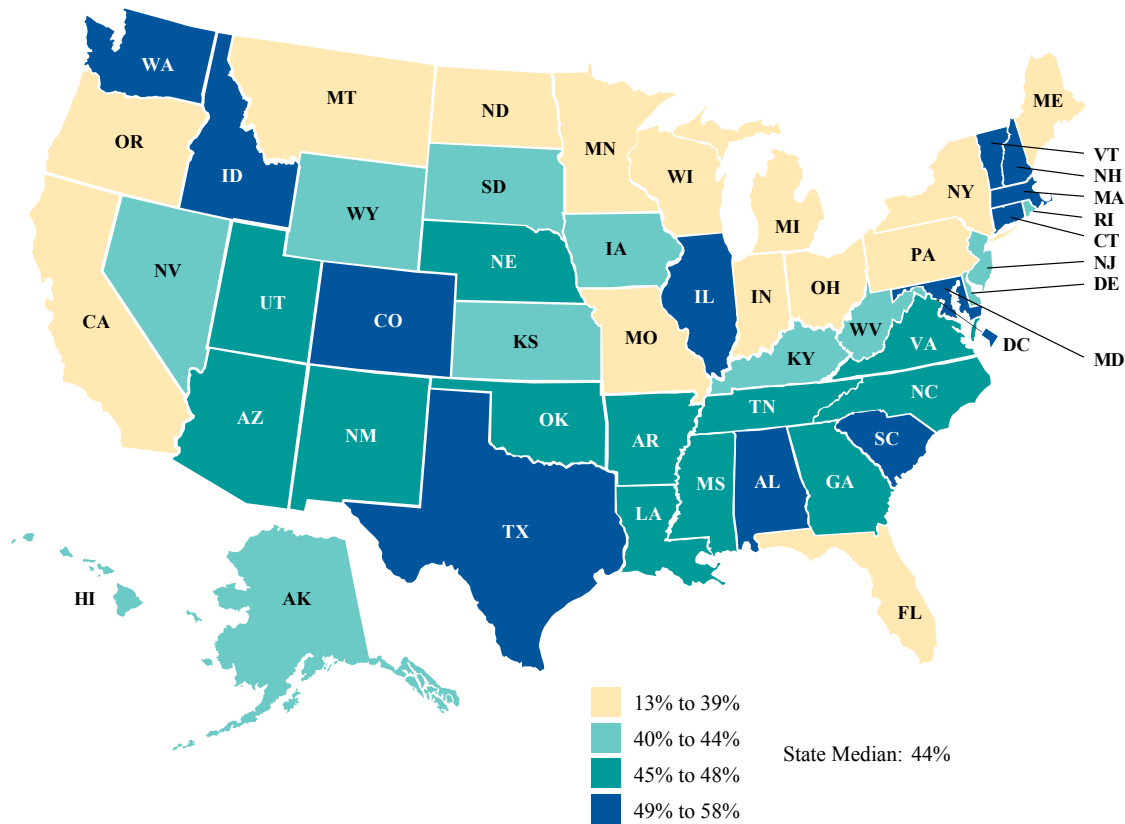 WA
MT
ND
ME
OR
MN
VT
ID
SD
WI
NY
NH
WY
MI
MA
RI
IA
PA
CT
NV
NE
NJ
UT
IL
IN
OH
DE
CA
CO
WV
KS
MO
KY
VA
DC
MD
AZ
NM
OK
TN
NC
AR
SC
MS
AL
GA
LA
TX
HI
AK
FL
13% to 39%
40% to 44%
State Median: 44%
45% to 48%
49% to 58%